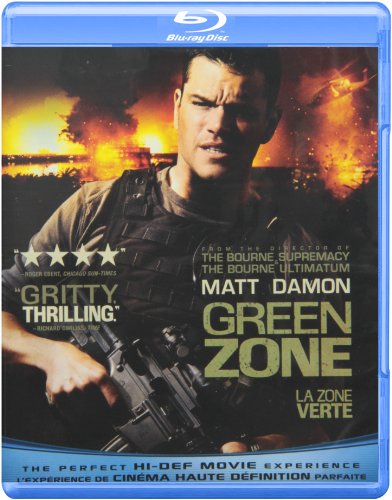 Blu-ray Disc
★★★★
–ROGER EBERT, CHICAGO SUN-TIMES
"GRITTY,
THRILLING."
–RICHARD CORLISS, TIME
FROM THE DIRECTOR OF
THE BOURNE SUPREMACY
THE BOURNE ULTIMATUM
MATT DAMON
GREEN
ZONE
LA ZONE
VERTE
THE PERFECT HI-DEF MOVIE EXPERIENCE
L'EXPÉRIENCE DE CINÉMA HAUTE DÉFINITION PARFAITE